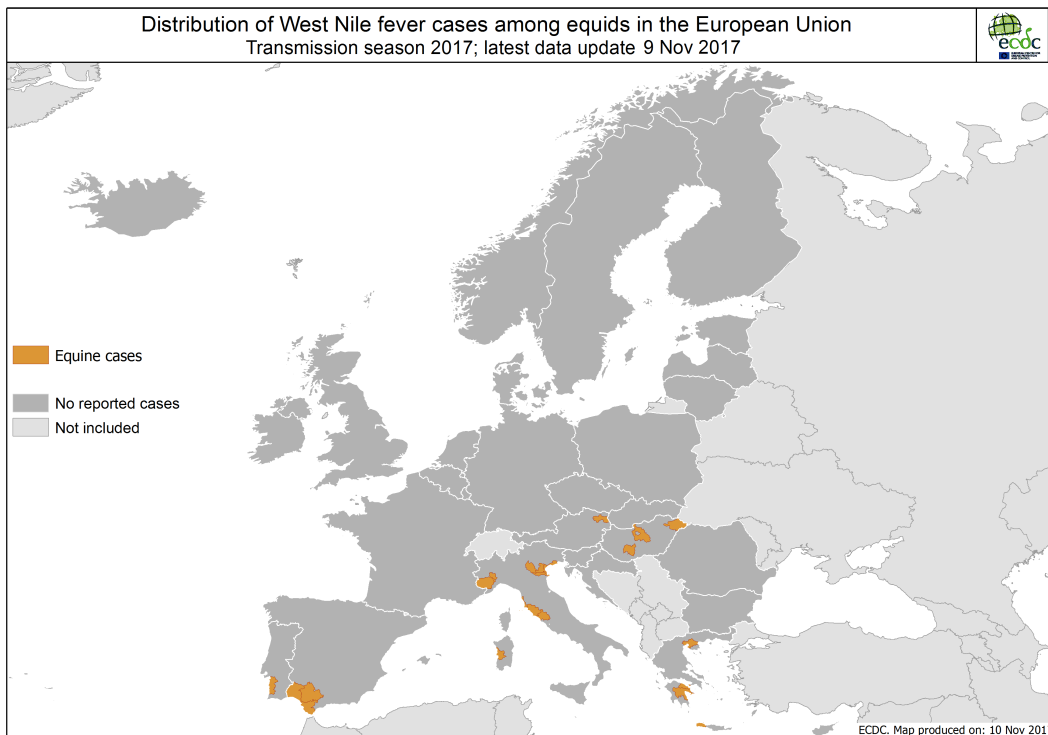 Distribution of West Nile fever cases among equids in the European Union
Transmission season 2017; latest data update 9 Nov 2017
ecdc
Equine cases
No reported cases
Not included
ECDC. Map produced on: 10 Nov 201